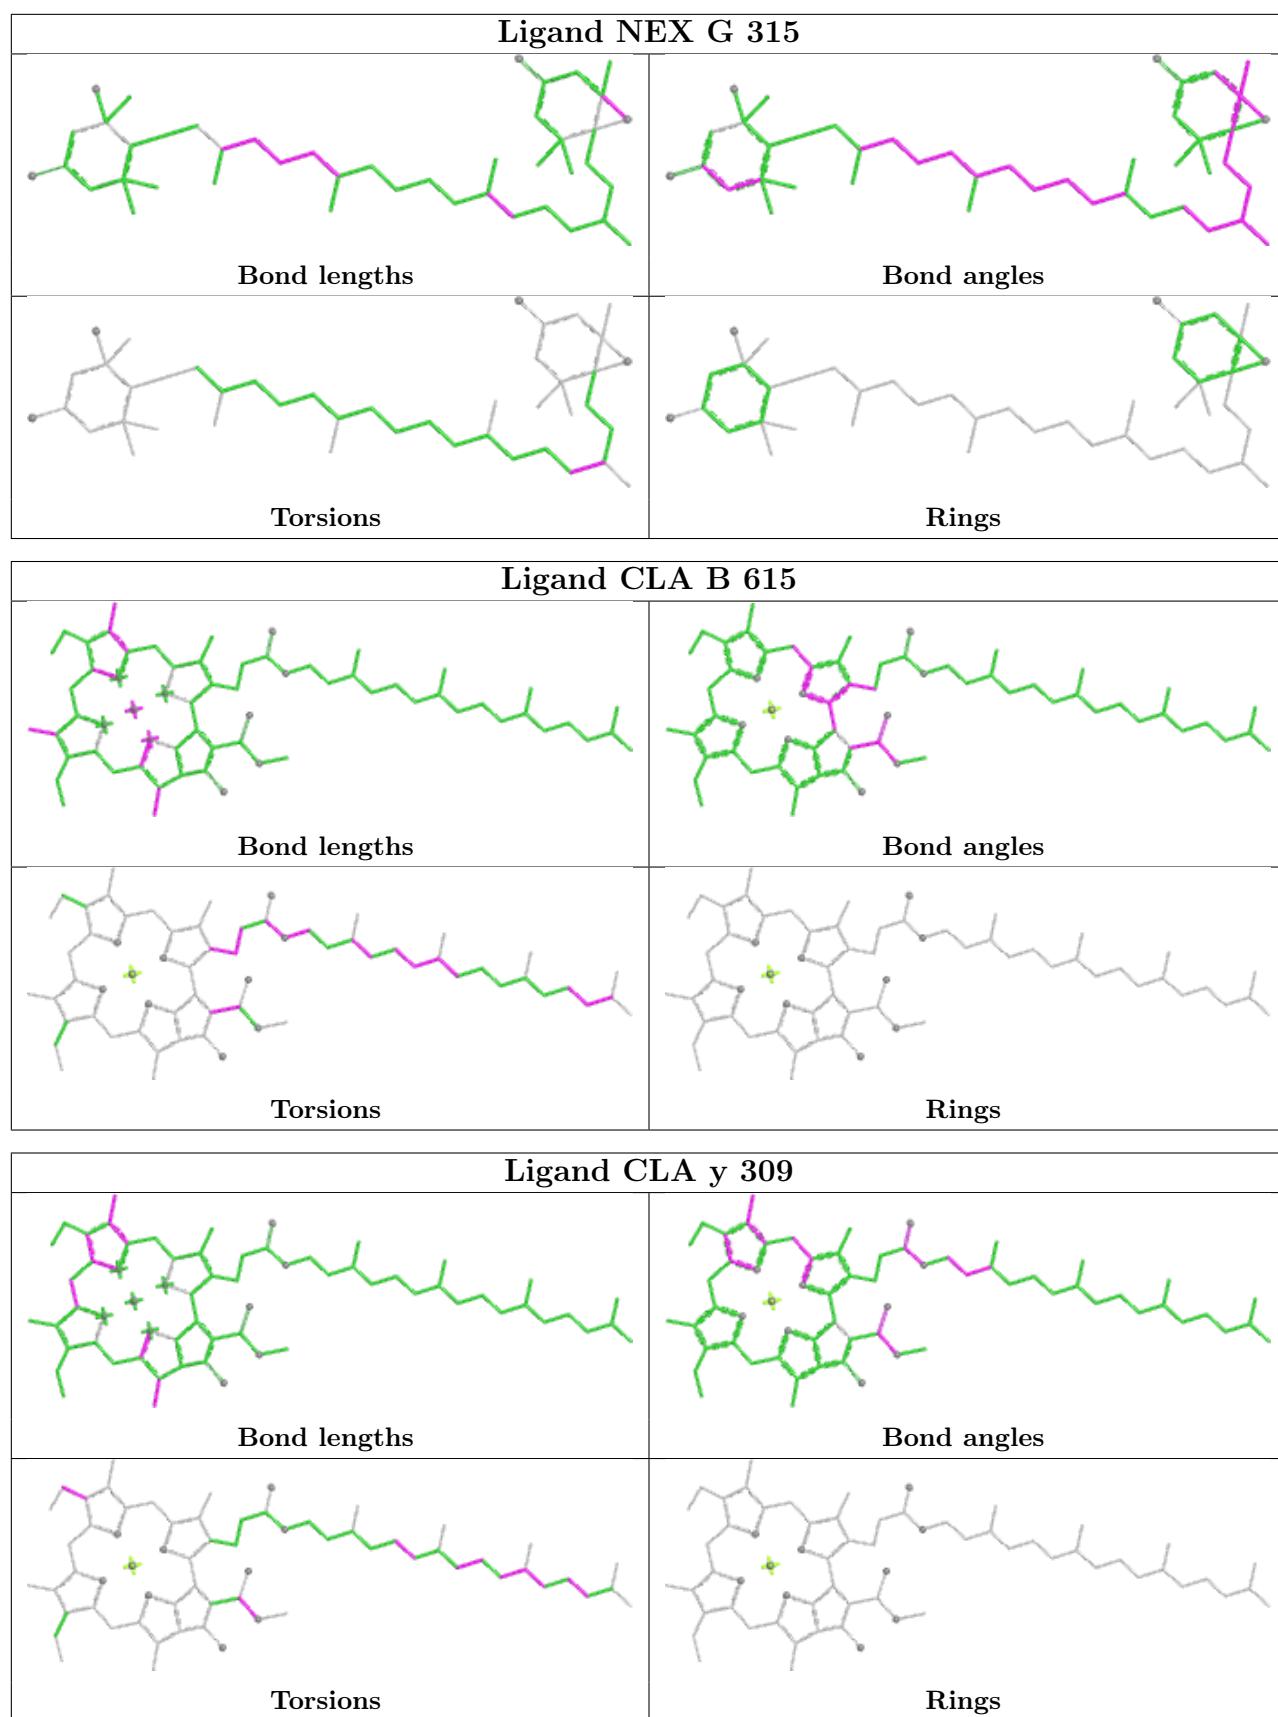 Ligand NEX G 315
Bond lengths
Bond angles
Torsions
Rings
Ligand CLA B 615
Bond lengths
Bond angles
Torsions
Rings
Ligand CLA y 309
Bond lengths
Bond angles
Torsions
Rings